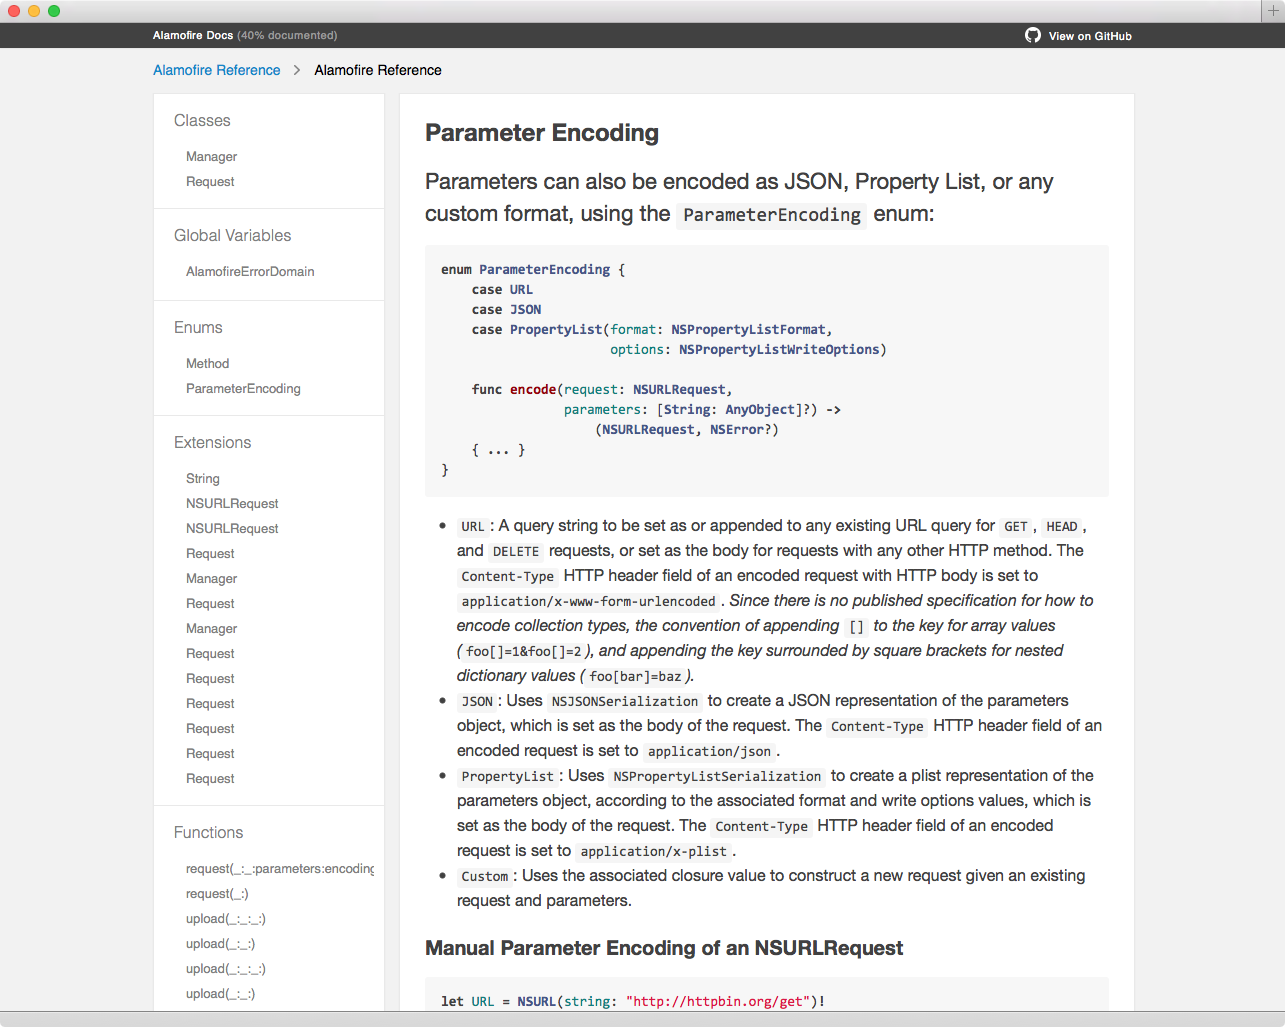 Alamofire Docs (40% documented)
View on GitHub
Alamofire Reference > Alamofire Reference
Classes
Manager
Request
Global Variables
AlamofireErrorDomain
Enums
Method
ParameterEncoding
Extensions
String
NSURLRequest
NSURLRequest
Request
Manager
Request
Manager
Request
Request
Request
Request
Request
Request
Functions
request(_:_:parameters:encoding
request(_:)
upload(_:_:_:)
upload(_:_:)
upload(_:_:_:)
upload(_:_:)
Parameter Encoding
Parameters can also be encoded as JSON, Property List, or any
custom format, using the ParameterEncoding enum:
enum ParameterEncoding {
    case URL
    case JSON
    case PropertyList(format: NSPropertyListFormat,
                      options: NSPropertyListWriteOptions)
    func encode(request: NSURLRequest,
                parameters: [String: AnyObject]?) ->
                    (NSURLRequest, NSError?)
    { ... }
}
• URL : A query string to be set as or appended to any existing URL query for GET , HEAD ,
and DELETE requests, or set as the body for requests with any other HTTP method. The
Content-Type HTTP header field of an encoded request with HTTP body is set to
application/x-www-form-urlencoded . Since there is no published specification for how to
encode collection types, the convention of appending [] to the key for array values
( foo[]=1&foo[]=2 ), and appending the key surrounded by square brackets for nested
dictionary values ( foo[bar]=baz ).
• JSON : Uses NSJSONSerialization to create a JSON representation of the parameters
object, which is set as the body of the request. The Content-Type HTTP header field of an
encoded request is set to application/json .
• PropertyList : Uses NSPropertyListSerialization to create a plist representation of the
parameters object, according to the associated format and write options values, which is
set as the body of the request. The Content-Type HTTP header field of an encoded
request is set to application/x-plist .
• Custom : Uses the associated closure value to construct a new request given an existing
request and parameters.
Manual Parameter Encoding of an NSURLRequest
let URL = NSURL(string: "http://httpbin.org/get")!